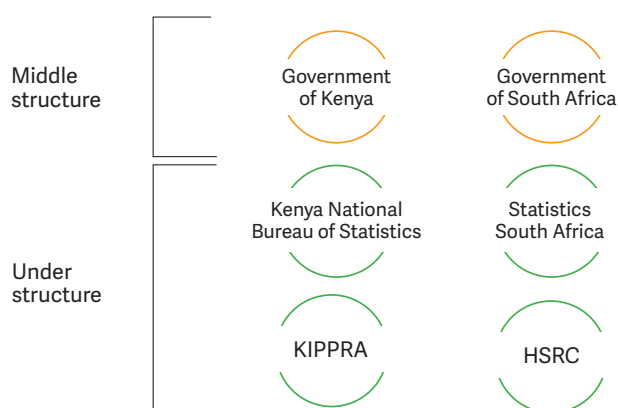 Middle
structure
Government
of Kenya
Government
of South Africa
Under
structure
Kenya National
Bureau of Statistics
Statistics
South Africa
KIPPRA
HSRC